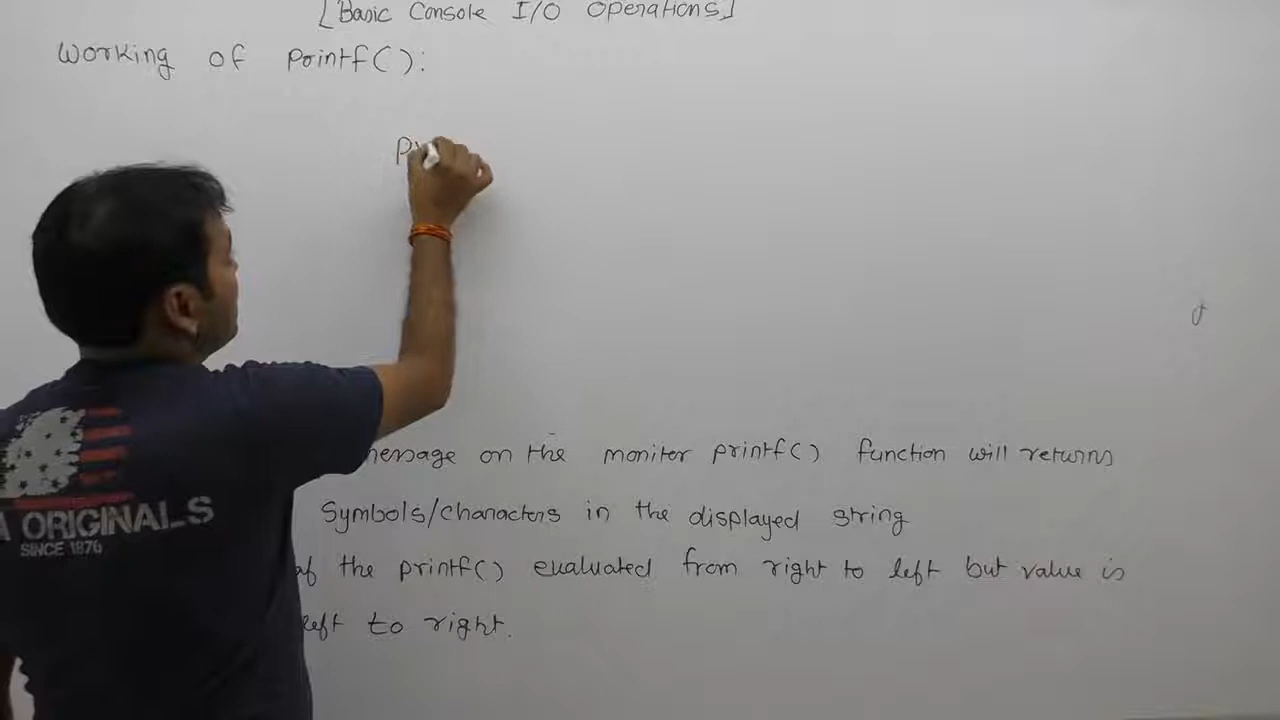 [Basic Console I/O Operations]
Working of printf():
message on the moniter printf() function will returns
Symbols/characters in the displayed string
of the printf() evaluated from right to left but value is
left to right.
A ORIGINALS
SINCE 1876